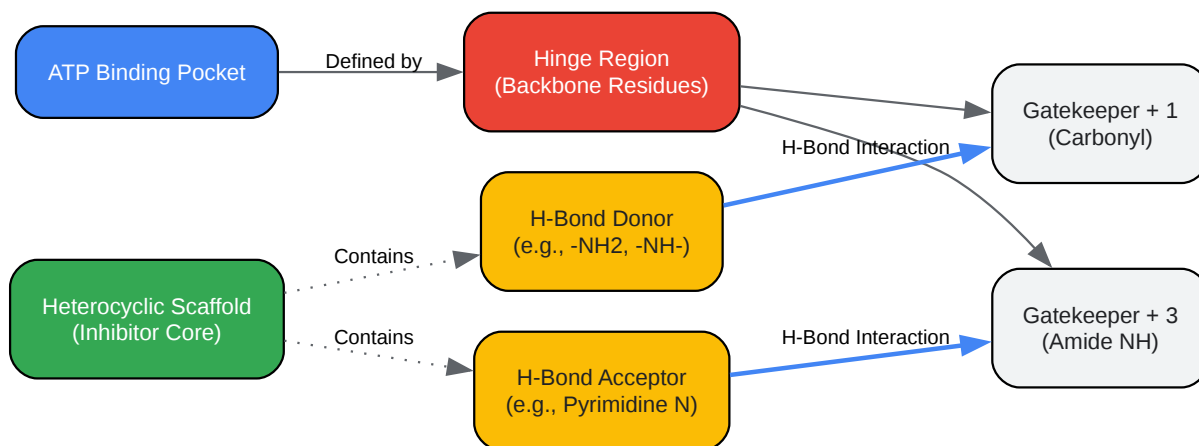 ATP Binding Pocket
Defined by
Hinge Region
(Backbone Residues)
Gatekeeper + 1
(Carbonyl)
H-Bond Interaction
H-Bond Donor
(e.g., -NH2, -NH-)
Contains
Heterocyclic Scaffold
(Inhibitor Core)
Contains
H-Bond Acceptor
(e.g., Pyrimidine N)
H-Bond Interaction
Gatekeeper + 3
(Amide NH)